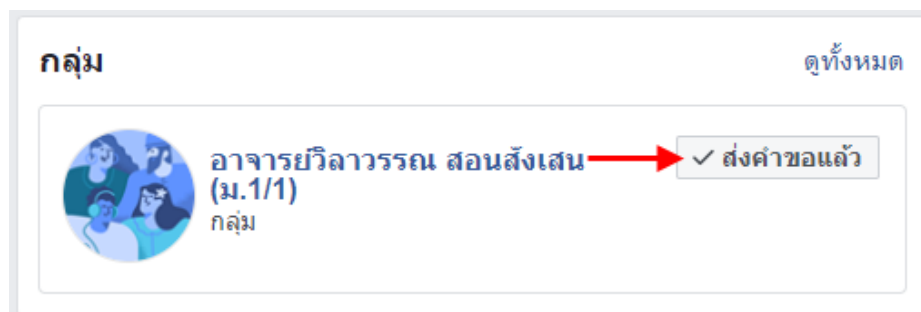 กลุ่ม ดูทั้งหมด
อาจารย์วิลาวรรณ สอนสังเสน ✓ ส่งคำขอแล้ว
(ม.1/1)
กลุ่ม